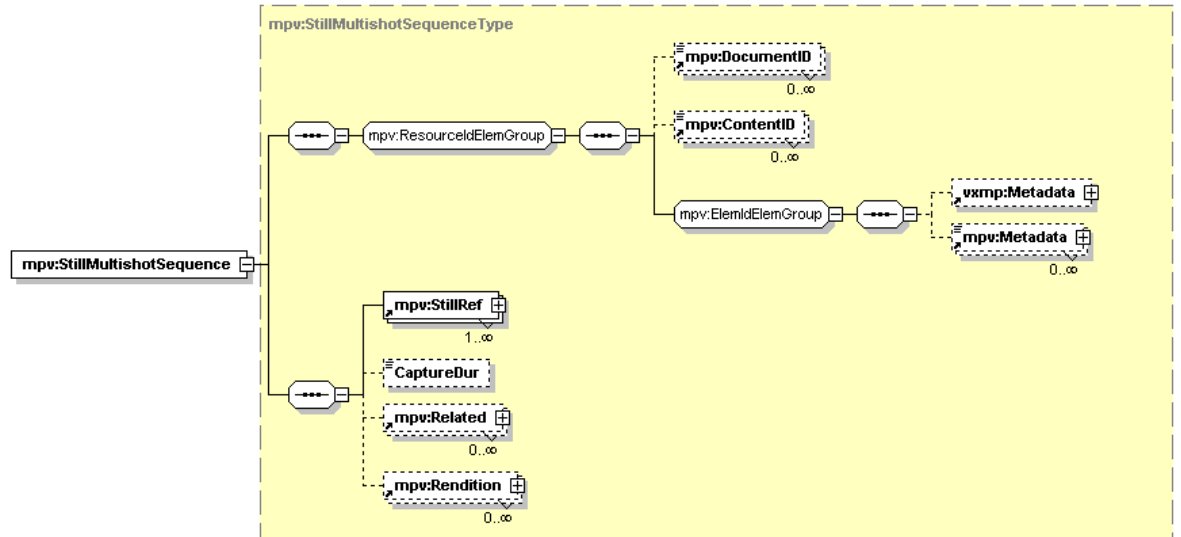 mpv:StillMultishotSequenceType
mpv:DocumentID
0..∞
mpv:ResourceIdElemGroup
mpv:ContentID
0..∞
vxmp:Metadata
mpv:ElemIdElemGroup
mpv:Metadata
0..∞
mpv:StillMultishotSequence
mpv:StillRef
1..∞
CaptureDur
mpv:Related
0..∞
mpv:Rendition
0..∞